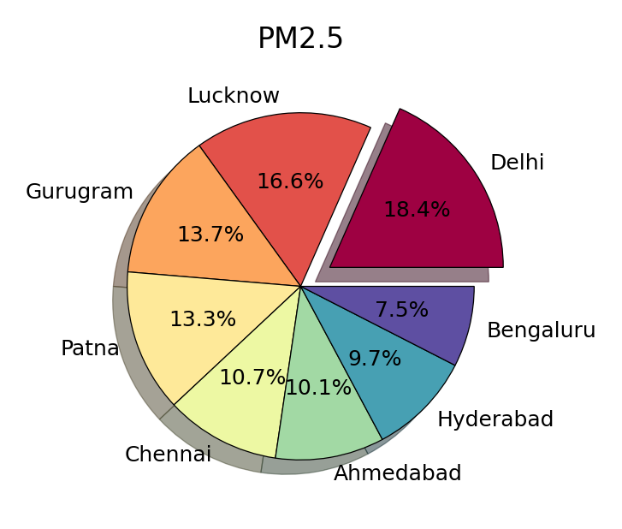 PM2.5
Lucknow
Delhi
16.6%
18.4%
Gurugram
13.7%
13.3%
7.5%
Bengaluru
Patna
10.7%
10.1%
9.7%
Hyderabad
Chennai
Ahmedabad